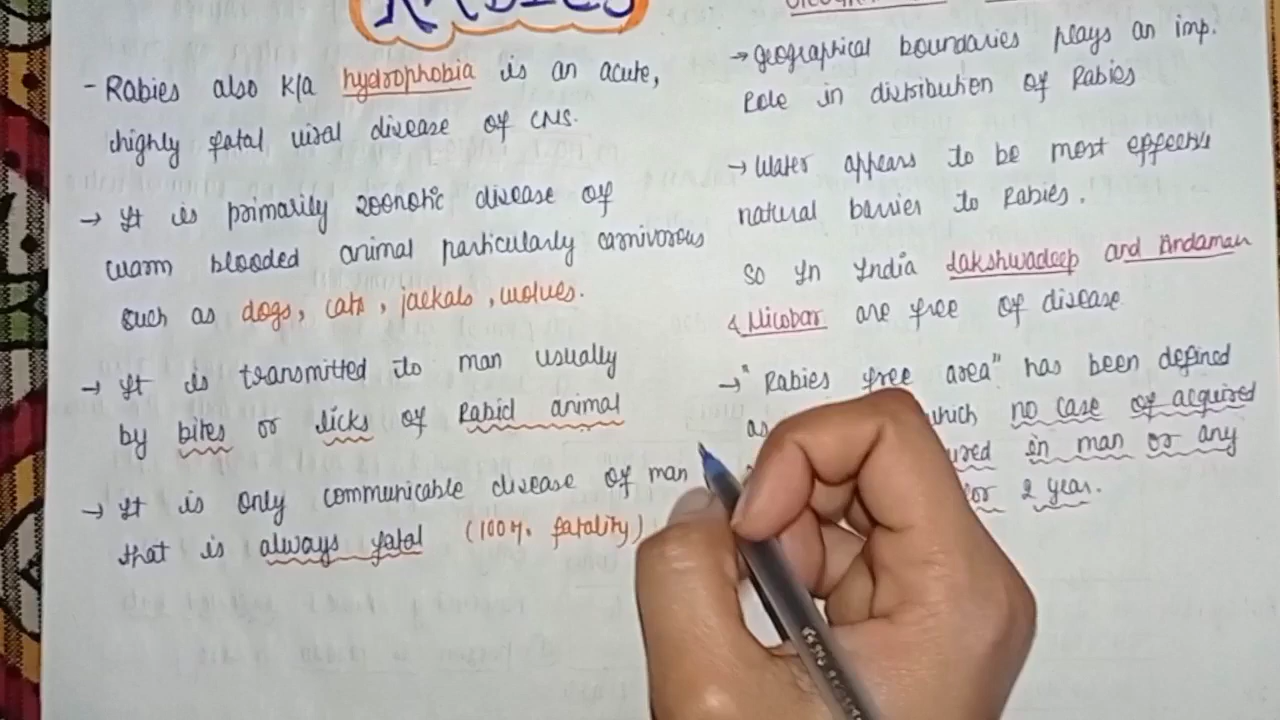 RABIES
- Rabies also K/a hydrophobia is an acute,
highly fatal viral disease of CNS.
→ It is primarily zoonotic disease of
warm blooded animal particularly carnivorous
such as dogs, cats, jackals, wolves.
→ It is transmitted to man usually
by bites or licks of Rabid animal
→ It is only communicable disease of man
that is always fatal (100% fatality)
→ geographical boundaries plays an imp.
Role in distribution of Rabies
→ Water appears to be most effective
natural barrier to Rabies.
so In India Lakshwadeep and Andaman
& Nicobar are free of disease
→ "Rabies free area" has been defined
as which no case of acquired
in man or any
for 2 year.